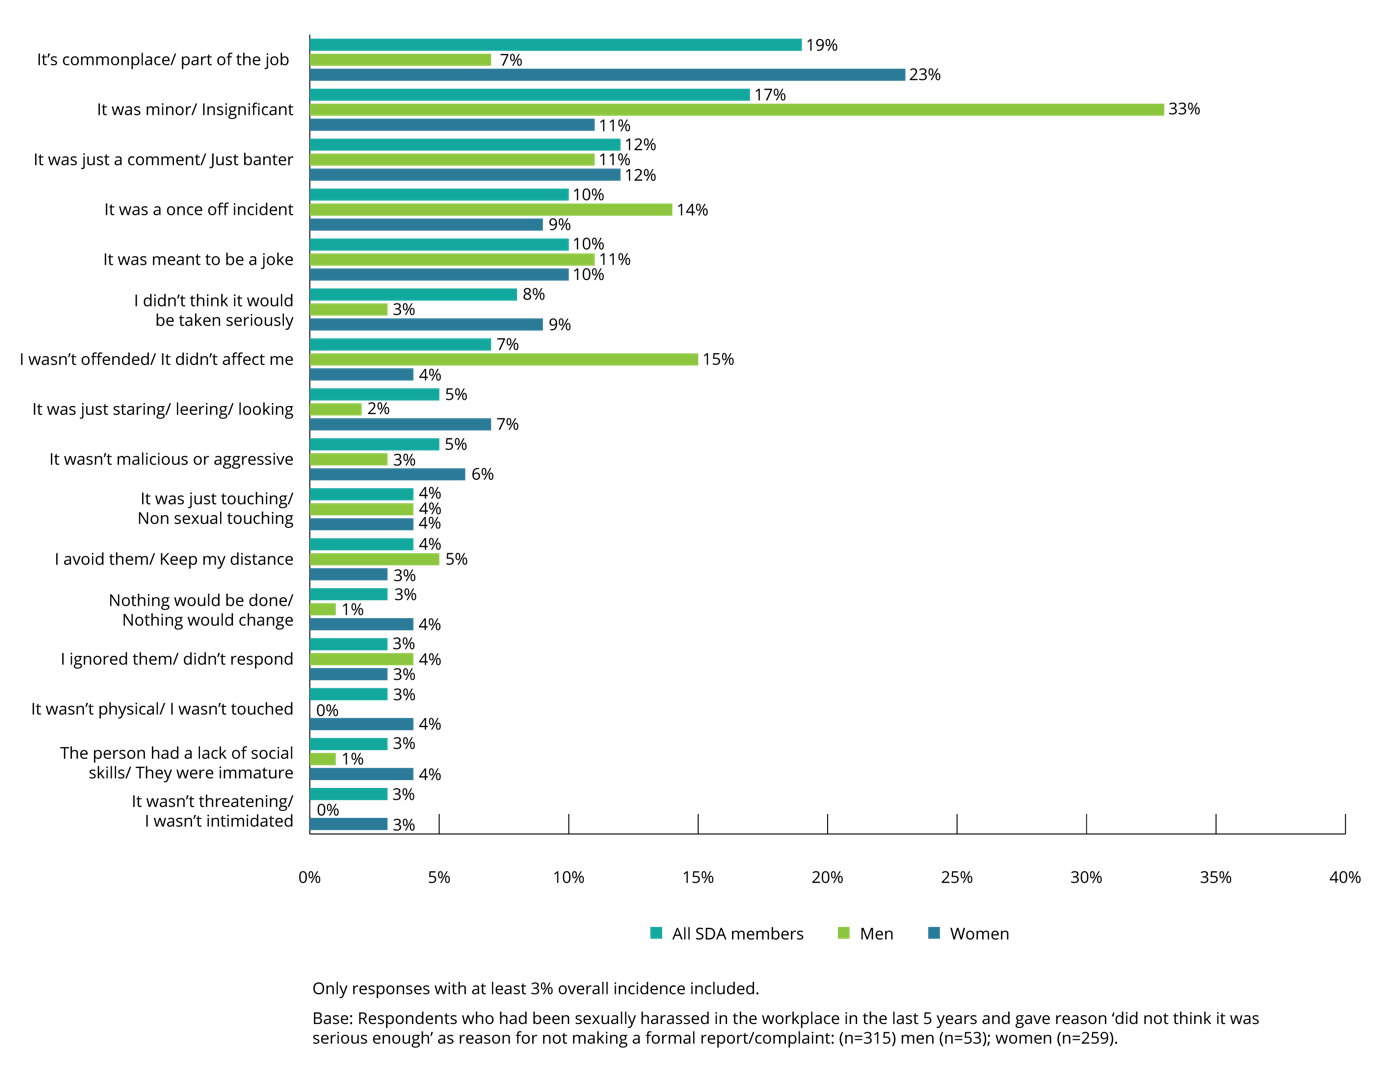 It’s commonplace/ part of the job
19%
7%
23%
It was minor/ Insignificant
17%
33%
11%
It was just a comment/ Just banter
12%
11%
12%
It was a once off incident
10%
14%
9%
It was meant to be a joke
10%
11%
10%
I didn’t think it would
be taken seriously
8%
3%
9%
I wasn’t offended/ It didn’t affect me
7%
15%
4%
It was just staring/ leering/ looking
5%
2%
7%
It wasn’t malicious or aggressive
5%
3%
6%
It was just touching/
Non sexual touching
4%
4%
4%
I avoid them/ Keep my distance
4%
5%
3%
Nothing would be done/
Nothing would change
3%
1%
4%
I ignored them/ didn’t respond
3%
4%
3%
It wasn’t physical/ I wasn’t touched
3%
0%
4%
The person had a lack of social
skills/ They were immature
3%
1%
4%
It wasn’t threatening/
I wasn’t intimidated
3%
0%
3%
0% 5% 10% 15% 20% 25% 30% 35% 40%
All SDA members Men Women
Only responses with at least 3% overall incidence included.
Base: Respondents who had been sexually harassed in the workplace in the last 5 years and gave reason ‘did not think it was
serious enough’ as reason for not making a formal report/complaint: (n=315) men (n=53); women (n=259).